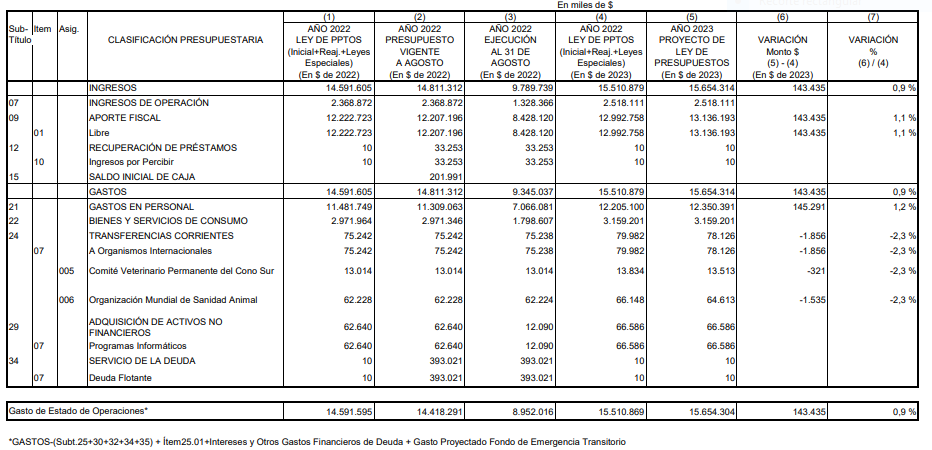 En miles de $
(1) (2) (3) (4) (5) (6) (7)
Sub- Item Asig. AÑO 2022 AÑO 2022 AÑO 2022 AÑO 2022 AÑO 2023 VARIACIÓN VARIACIÓN
Título CLASIFICACIÓN PRESUPUESTARIA LEY DE PPTOS PRESUPUESTO EJECUCIÓN LEY DE PPTOS PROYECTO DE Monto $ %
(Inicial+Reaj.+Leyes VIGENTE AL 31 DE (Inicial+Reaj.+Leyes LEY DE (5) - (4) (6) / (4)
Especiales) A AGOSTO AGOSTO Especiales) PRESUPUESTOS (En $ de 2023)
(En $ de 2022) (En $ de 2022) (En $ de 2022) (En $ de 2023) (En $ de 2023)
INGRESOS 14.591.605 14.811.312 9.789.739 15.510.879 15.654.314 143.435 0,9 %
07 INGRESOS DE OPERACIÓN 2.368.872 2.368.872 1.328.366 2.518.111 2.518.111
09 APORTE FISCAL 12.222.723 12.207.196 8.428.120 12.992.758 13.136.193 143.435 1,1 %
01 Libre 12.222.723 12.207.196 8.428.120 12.992.758 13.136.193 143.435 1,1 %
12 RECUPERACIÓN DE PRÉSTAMOS 10 33.253 33.253 10 10
10 Ingresos por Percibir 10 33.253 33.253 10 10
15 SALDO INICIAL DE CAJA 201.991
GASTOS 14.591.605 14.811.312 9.345.037 15.510.879 15.654.314 143.435 0,9 %
21 GASTOS EN PERSONAL 11.481.749 11.309.063 7.066.081 12.205.100 12.350.391 145.291 1,2 %
22 BIENES Y SERVICIOS DE CONSUMO 2.971.964 2.971.346 1.798.607 3.159.201 3.159.201
24 TRANSFERENCIAS CORRIENTES 75.242 75.242 75.238 79.982 78.126 -1.856 -2,3 %
07 A Organismos Internacionales 75.242 75.242 75.238 79.982 78.126 -1.856 -2,3 %
005 Comité Veterinario Permanente del Cono Sur 13.014 13.014 13.014 13.834 13.513 -321 -2,3 %
006 Organización Mundial de Sanidad Animal 62.228 62.228 62.224 66.148 64.613 -1.535 -2,3 %
29 ADQUISICIÓN DE ACTIVOS NO 62.640 62.640 12.090 66.586 66.586
FINANCIEROS
07 Programas Informáticos 62.640 62.640 12.090 66.586 66.586
34 SERVICIO DE LA DEUDA 10 393.021 393.021 10 10
07 Deuda Flotante 10 393.021 393.021 10 10
Gasto de Estado de Operaciones* 14.591.595 14.418.291 8.952.016 15.510.869 15.654.304 143.435 0,9 %
*GASTOS-(Subt.25+30+32+34+35) + Ítem25.01+Intereses y Otros Gastos Financieros de Deuda + Gasto Proyectado Fondo de Emergencia Transitorio